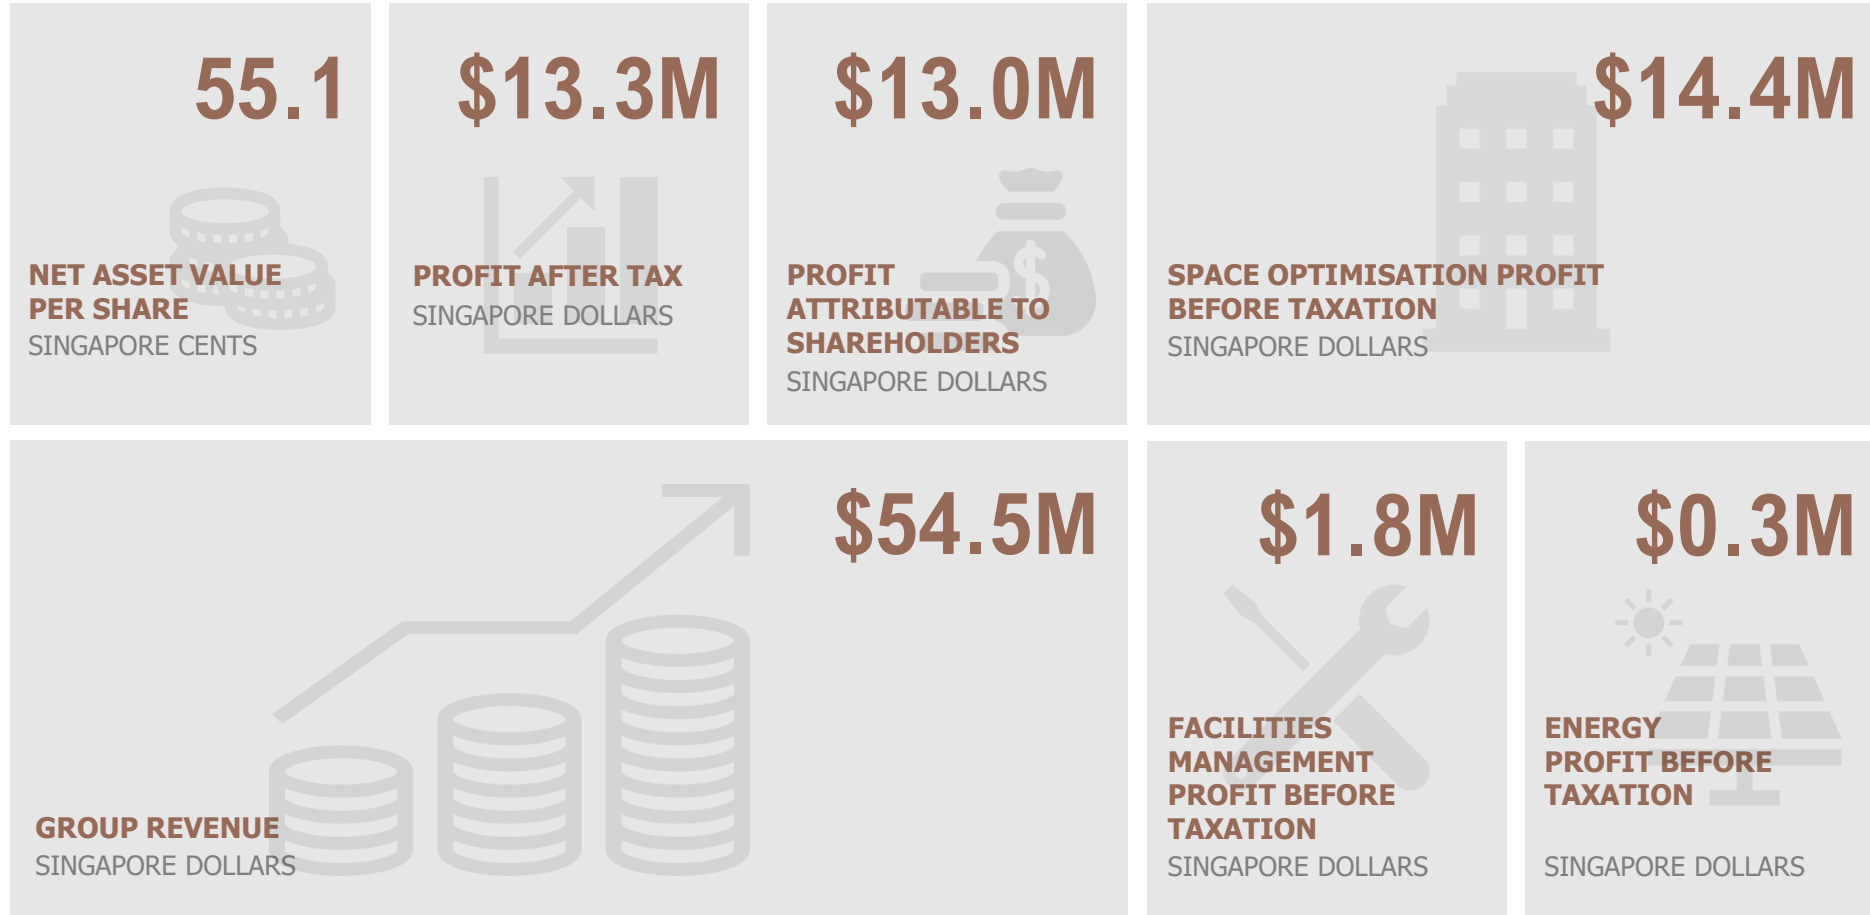 55.1
NET ASSET VALUE
PER SHARE
SINGAPORE CENTS
$13.3M
PROFIT AFTER TAX
SINGAPORE DOLLARS
$13.0M
$
PROFIT
ATTRIBUTABLE TO
SHAREHOLDERS
SINGAPORE DOLLARS
$14.4M
SPACE OPTIMISATION PROFIT
BEFORE TAXATION
SINGAPORE DOLLARS
$54.5M
GROUP REVENUE
SINGAPORE DOLLARS
$1.8M
FACILITIES
MANAGEMENT
PROFIT BEFORE
TAXATION
SINGAPORE DOLLARS
$0.3M
ENERGY
PROFIT BEFORE
TAXATION
SINGAPORE DOLLARS